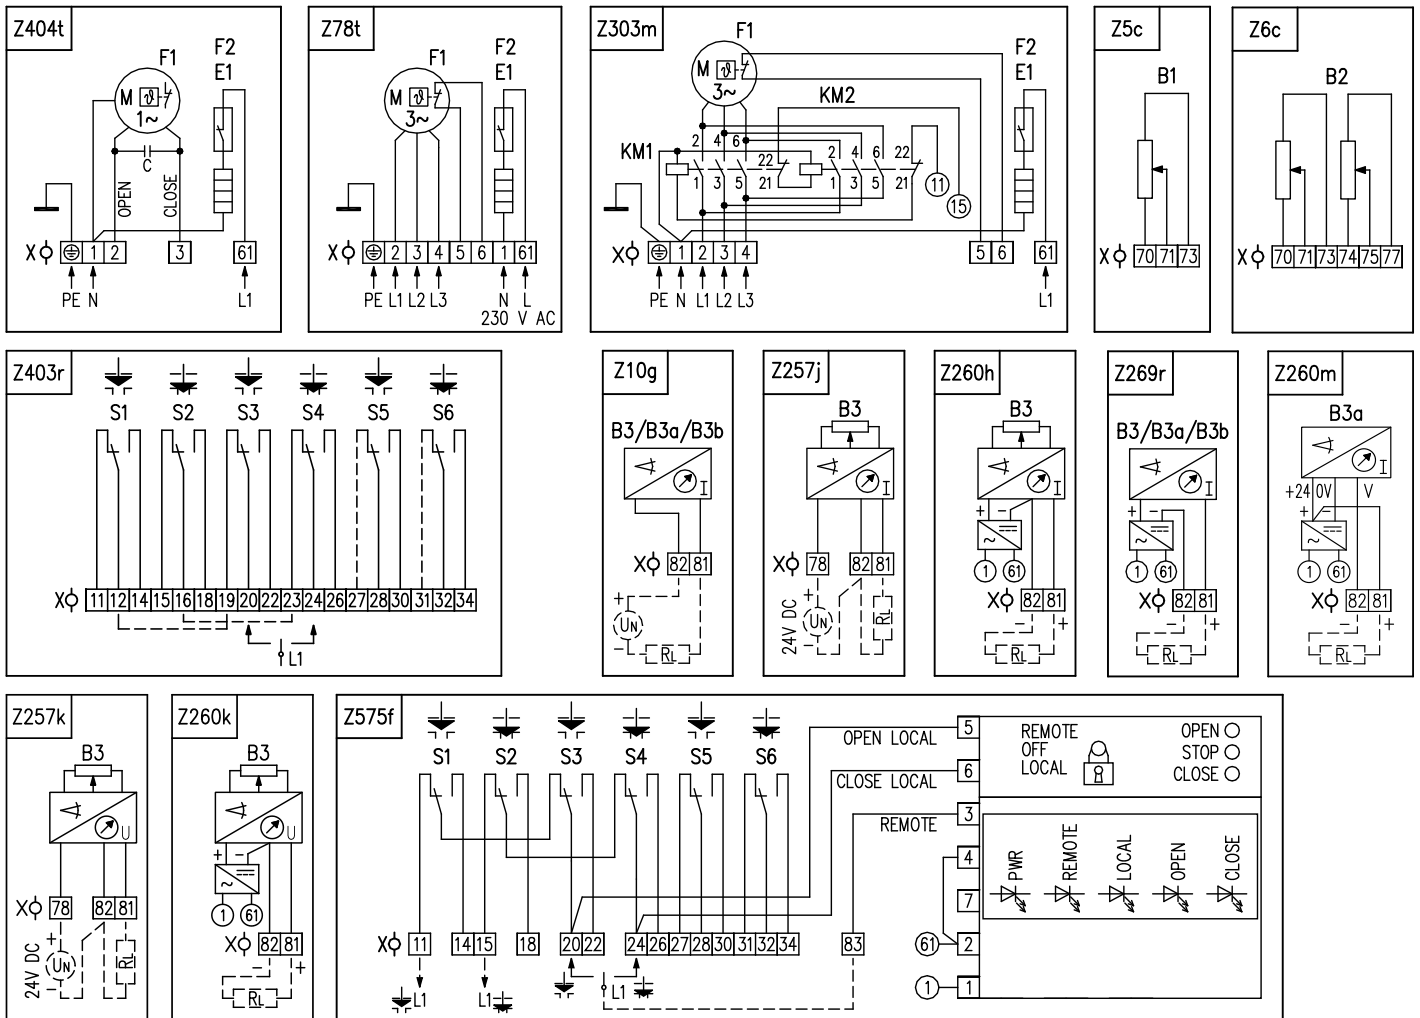 Z404t
F1
F2
E1
M ϑ
1~
C
OPEN
CLOSE
X 1 2 3 61
PE N L1
Z78t
F1
F2
E1
M ϑ
3~
X 2 3 4 5 6 1 61
PE L1 L2 L3 N L
230 V AC
Z303m
F1
F2
E1
M ϑ
3~
KM2
KM1
2 4 6 22 2 4 6 22
1 3 5 21 1 3 5 21
11
15
X 1 2 3 4 5 6 61
PE N L1 L2 L3 L1
Z5c
B1
X 70 71 73
Z6c
B2
X 70 71 73 74 75 77
Z403r
S1 S2 S3 S4 S5 S6
X 11 12 14 15 16 18 19 20 22 23 24 26 27 28 30 31 32 34
L1
Z10g
B3/B3a/B3b
I
X 82 81
+
UN
−
RL
Z257j
B3
I
X 78 82 81
+
24V DC
UN
−
RL
Z260h
B3
I
+ −
~
1 61
X 82 81
− +
RL
Z269r
B3/B3a/B3b
I
+ −
~
1 61
X 82 81
− +
RL
Z260m
B3a
I
+24 0V V
+
~
1 61
X 82 81
− +
RL
Z257k
B3
U
X 78 82 81
+
24V DC
UN
−
RL
Z260k
B3
U
+ −
~
1 61
X 82 81
− +
RL
Z575f
S1 S2 S3 S4 S5 S6
X 11 14 15 18 20 22 24 26 27 28 30 31 32 34 83
L1 L1 L1
OPEN LOCAL
CLOSE LOCAL
REMOTE
5
6
3
4
7
61 2
1 1
REMOTE
OFF
LOCAL
OPEN
STOP
CLOSE
PWR
REMOTE
LOCAL
OPEN
CLOSE